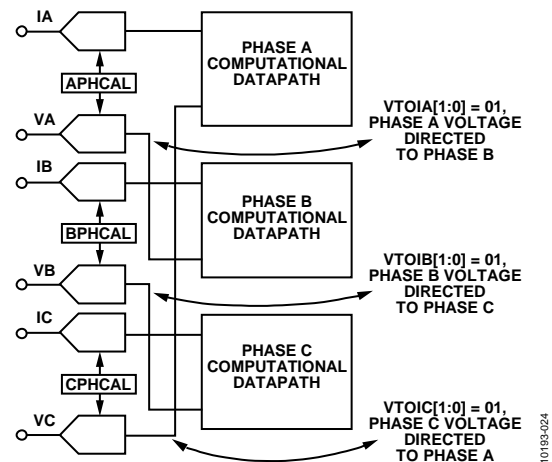 IA
PHASE A
COMPUTATIONAL
DATAPATH
APHCAL
VA
VTOIA[1:0] = 01,
PHASE A VOLTAGE
DIRECTED
TO PHASE B
IB
PHASE B
COMPUTATIONAL
DATAPATH
BPHCAL
VB
VTOIB[1:0] = 01,
PHASE B VOLTAGE
DIRECTED
TO PHASE C
IC
PHASE C
COMPUTATIONAL
DATAPATH
CPHCAL
VC
VTOIC[1:0] = 01,
PHASE C VOLTAGE
DIRECTED
TO PHASE A
10193-024